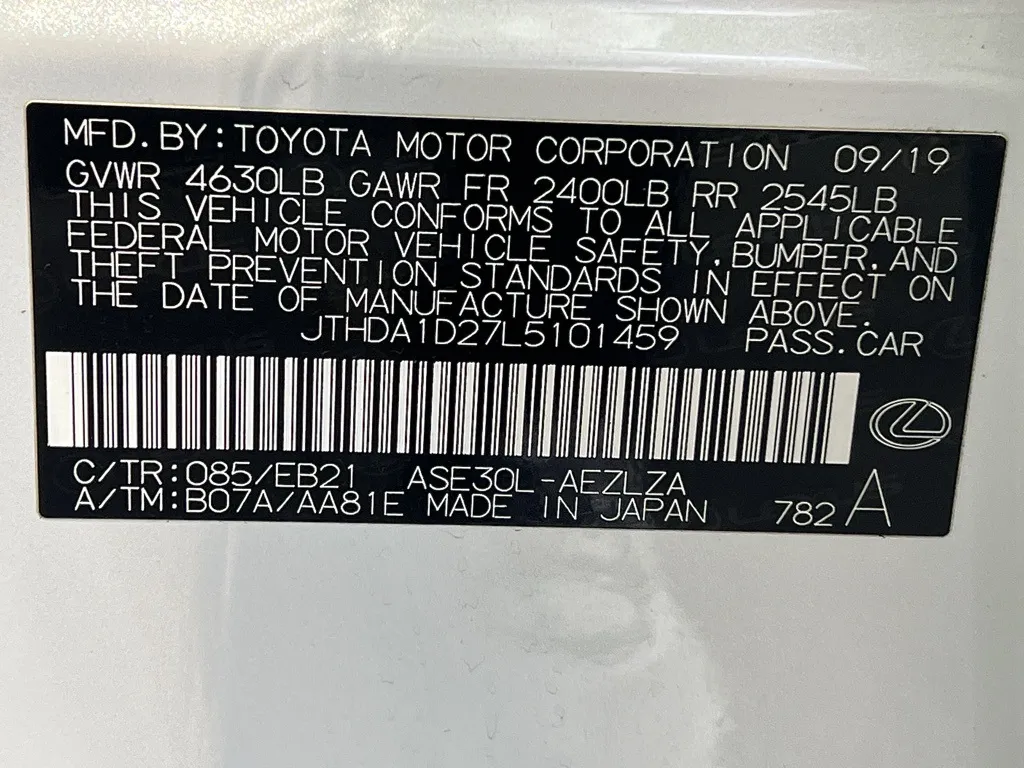 MFD. BY: TOYOTA MOTOR CORPORATION 09/19
GVWR 4630LB GAWR FR 2400LB RR 2545LB
THIS VEHICLE CONFORMS TO ALL APPLICABLE
FEDERAL MOTOR VEHICLE SAFETY, BUMPER, AND
THEFT PREVENTION STANDARDS IN EFFECT ON
THE DATE OF MANUFACTURE SHOWN ABOVE.
JTHDA1D27L5101459 PASS. CAR
C/TR: 085/EB21 ASE30L-AEZLZA
A/TM: B07A/AA81E MADE IN JAPAN 782 A